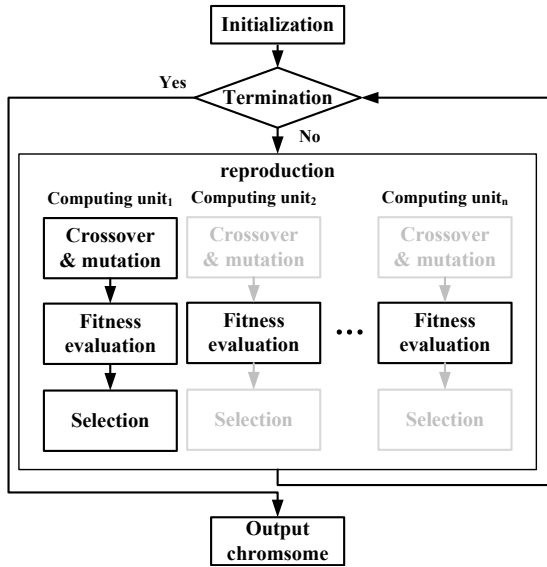 Initialization
Yes
Termination
No
reproduction
Computing unit₁
Computing unit₂
Computing unitₙ
Crossover
& mutation
Crossover
& mutation
Crossover
& mutation
Fitness
evaluation
Fitness
evaluation
...
Fitness
evaluation
Selection
Selection
Selection
Output
chromsome